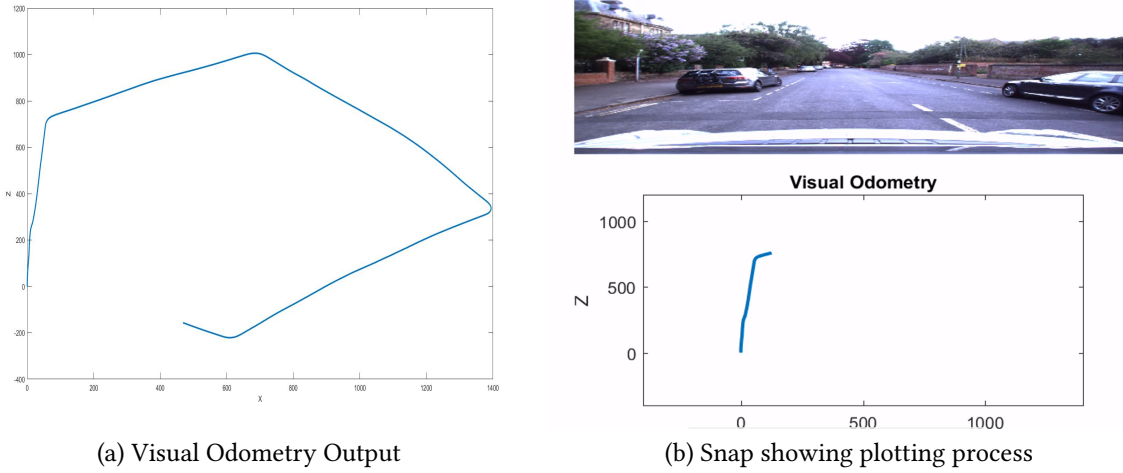 1200
1000
800
600
400
Z
200
0
-200
-400
0 200 400 600 800 1000 1200 1400
X
(a) Visual Odometry Output
Visual Odometry
1000
Z
500
0
0 500 1000
(b) Snap showing plotting process